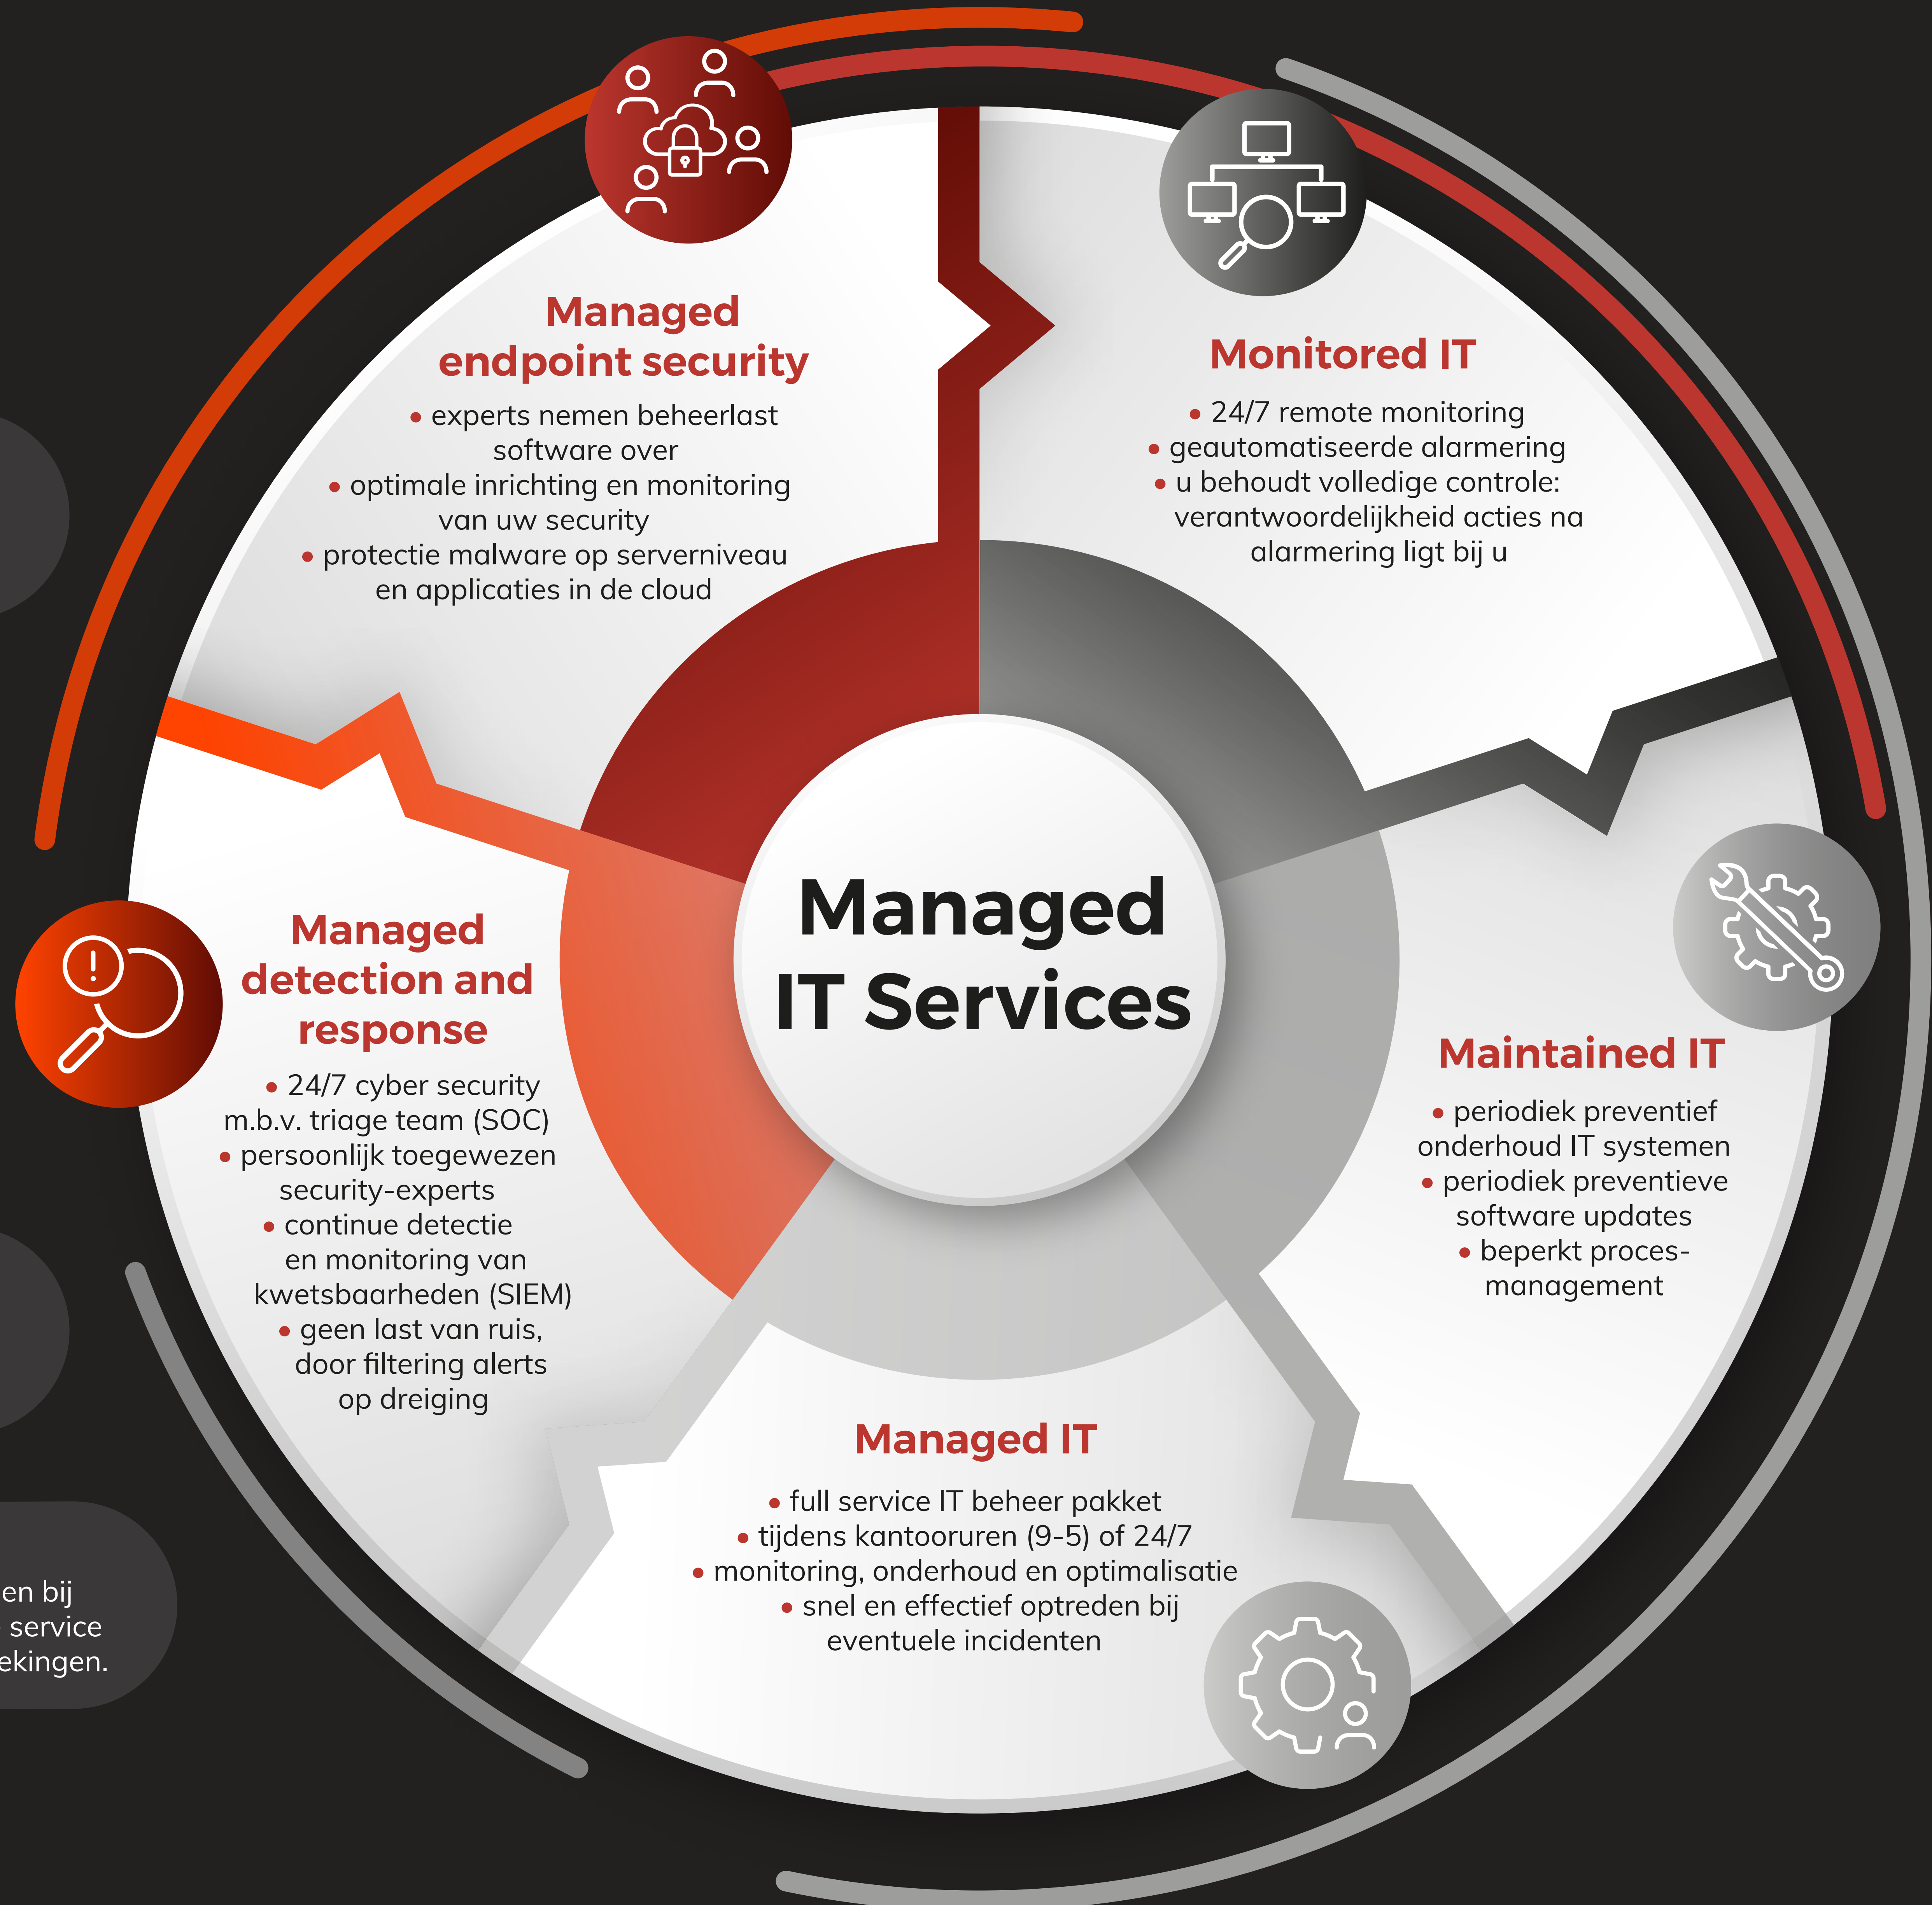 Managed
endpoint security
• experts nemen beheerlast
software over
• optimale inrichting en monitoring
van uw security
• protectie malware op serverniveau
en applicaties in de cloud
Monitored IT
• 24/7 remote monitoring
• geautomatiseerde alarmering
• u behoudt volledige controle:
verantwoordelijkheid acties na
alarmering ligt bij u
Managed
IT Services
Managed
detection and
response
• 24/7 cyber security
m.b.v. triage team (SOC)
• persoonlijk toegewezen
security-experts
• continue detectie
en monitoring van
kwetsbaarheden (SIEM)
• geen last van ruis,
door filtering alerts
op dreiging
Maintained IT
• periodiek preventief
onderhoud IT systemen
• periodiek preventieve
software updates
• beperkt proces-
management
Managed IT
• full service IT beheer pakket
• tijdens kantooruren (9-5) of 24/7
• monitoring, onderhoud en optimalisatie
• snel en effectief optreden bij
eventuele incidenten
en bij
service
ekingen.